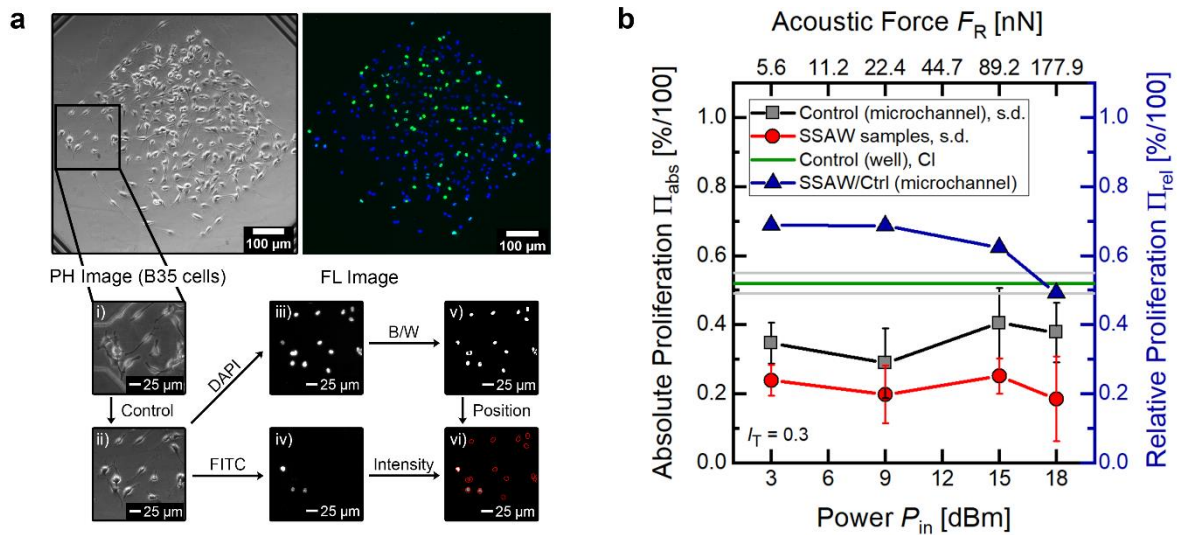 a
100 µm
100 µm
PH Image (B35 cells)
FL Image
i)
25 µm
Control
ii)
25 µm
DAPI
FITC
iii)
25 µm
B/W
iv)
25 µm
Intensity
v)
25 µm
Position
vi)
25 µm
b
Acoustic Force F_R [nN]
5.6 11.2 22.4 44.7 89.2 177.9
Absolute Proliferation Π_abs [%/100]
1.0
0.8
0.6
0.4
0.2
0.0
Control (microchannel), s.d.
SSAW samples, s.d.
Control (well), CI
SSAW/Ctrl (microchannel)
I_T = 0.3
1.0
0.8
0.6
0.4
0.2
0.0
Relative Proliferation Π_rel [%/100]
3 6 9 12 15 18
Power P_in [dBm]